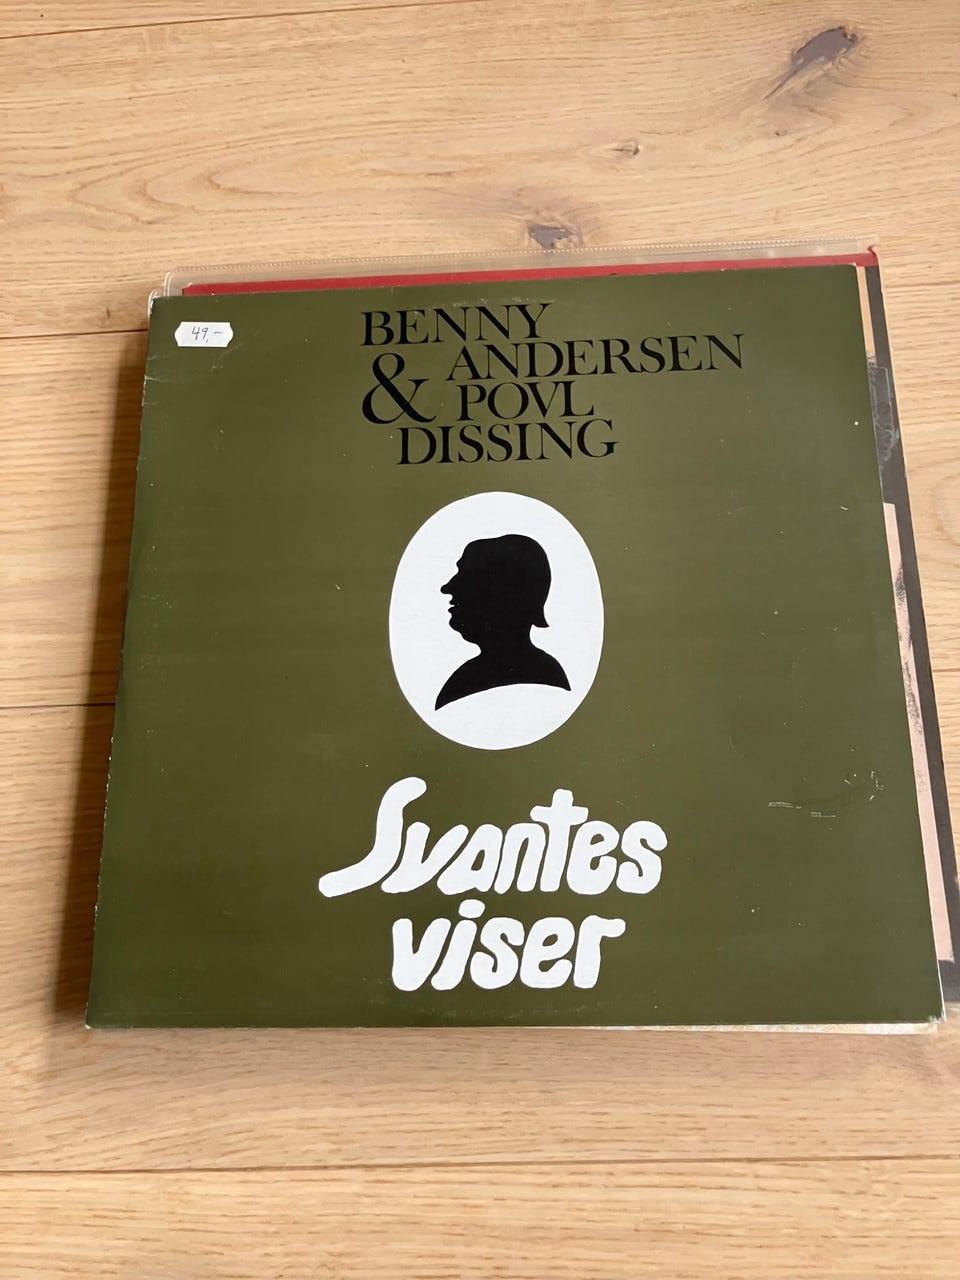 49,-
BENNY
ANDERSEN
& POVL
DISSING
Svantes
viser